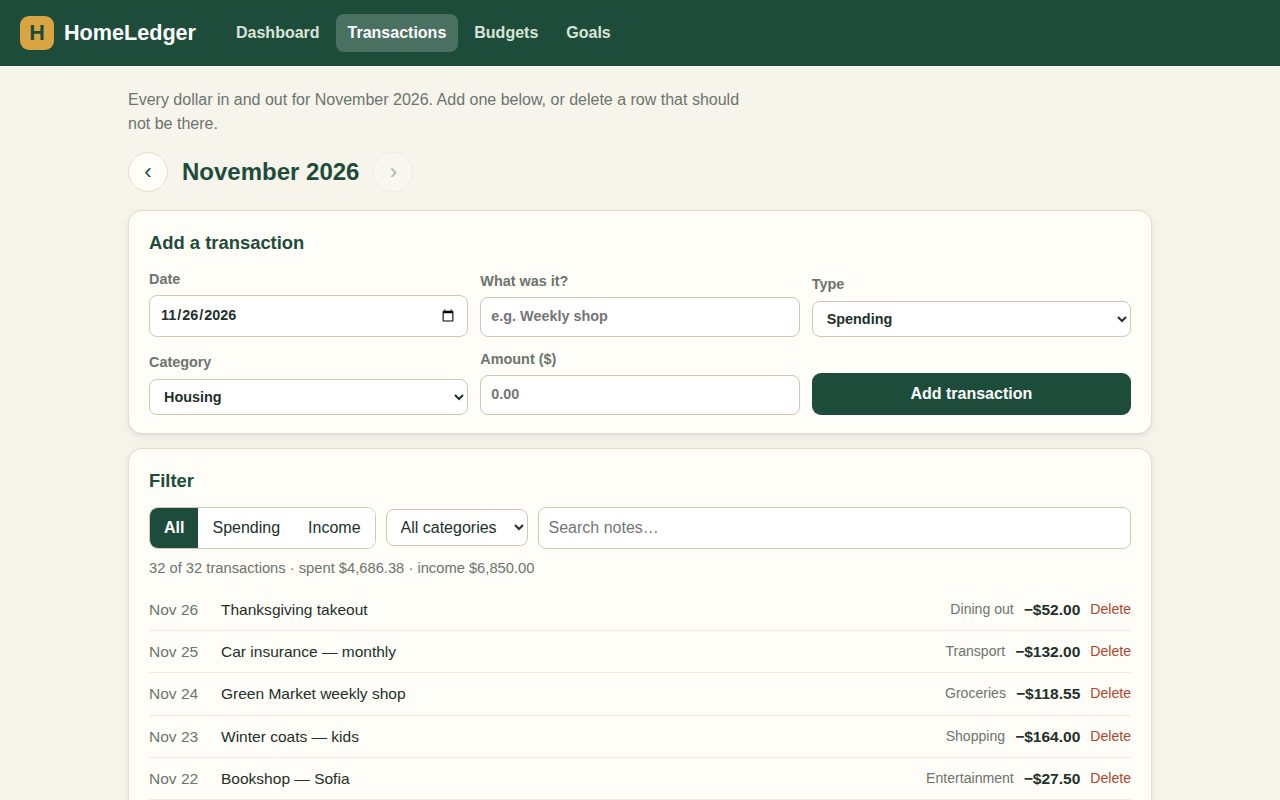 H HomeLedger Dashboard Transactions Budgets Goals
Every dollar in and out for November 2026. Add one below, or delete a row that should
not be there.
‹ November 2026 ›
Add a transaction
Date What was it? Type
11/26/2026 e.g. Weekly shop Spending
Category Amount ($)
Housing 0.00 Add transaction
Filter
All Spending Income All categories Search notes…
32 of 32 transactions · spent $4,686.38 · income $6,850.00
Nov 26 Thanksgiving takeout Dining out −$52.00 Delete
Nov 25 Car insurance — monthly Transport −$132.00 Delete
Nov 24 Green Market weekly shop Groceries −$118.55 Delete
Nov 23 Winter coats — kids Shopping −$164.00 Delete
Nov 22 Bookshop — Sofia Entertainment −$27.50 Delete